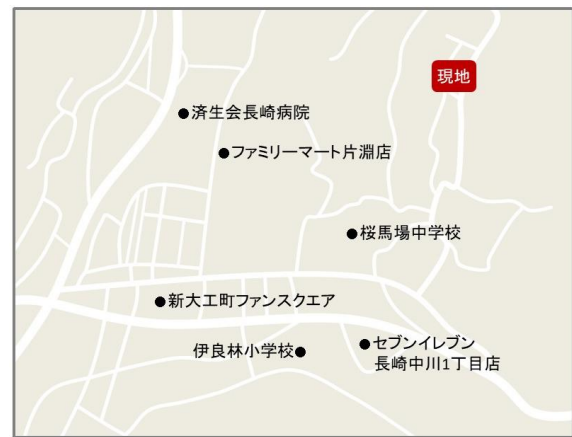 現地
済生会長崎病院
ファミリーマート片淵店
桜馬場中学校
新大工町ファンスクエア
伊良林小学校
セブンイレブン
長崎中川1丁目店